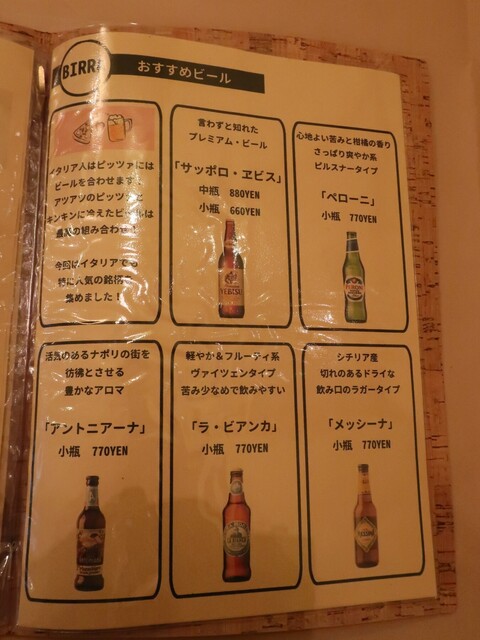 BIRRA
おすすめビール
イタリア人はピッツァには
ビールを合わせます！
アツアツのピッツァと
キンキンに冷えたビールは
最高の組み合わせ！
今回はイタリアでも
特に人気の銘柄を
集めました！
言わずと知れた
プレミアム・ビール
「サッポロ・ヱビス」
中瓶 880YEN
小瓶 660YEN
YEBISU
心地よい苦みと柑橘の香り
さっぱり爽やか系
ピルスナータイプ
「ペローニ」
小瓶 770YEN
活気のあるナポリの街を
彷彿とさせる
豊かなアロマ
「アントニアーナ」
小瓶 770YEN
軽やか＆フルーティ系
ヴァイツェンタイプ
苦み少なめで飲みやすい
「ラ・ビアンカ」
小瓶 770YEN
シチリア産
切れのあるドライな
飲み口のラガータイプ
「メッシーナ」
小瓶 770YEN